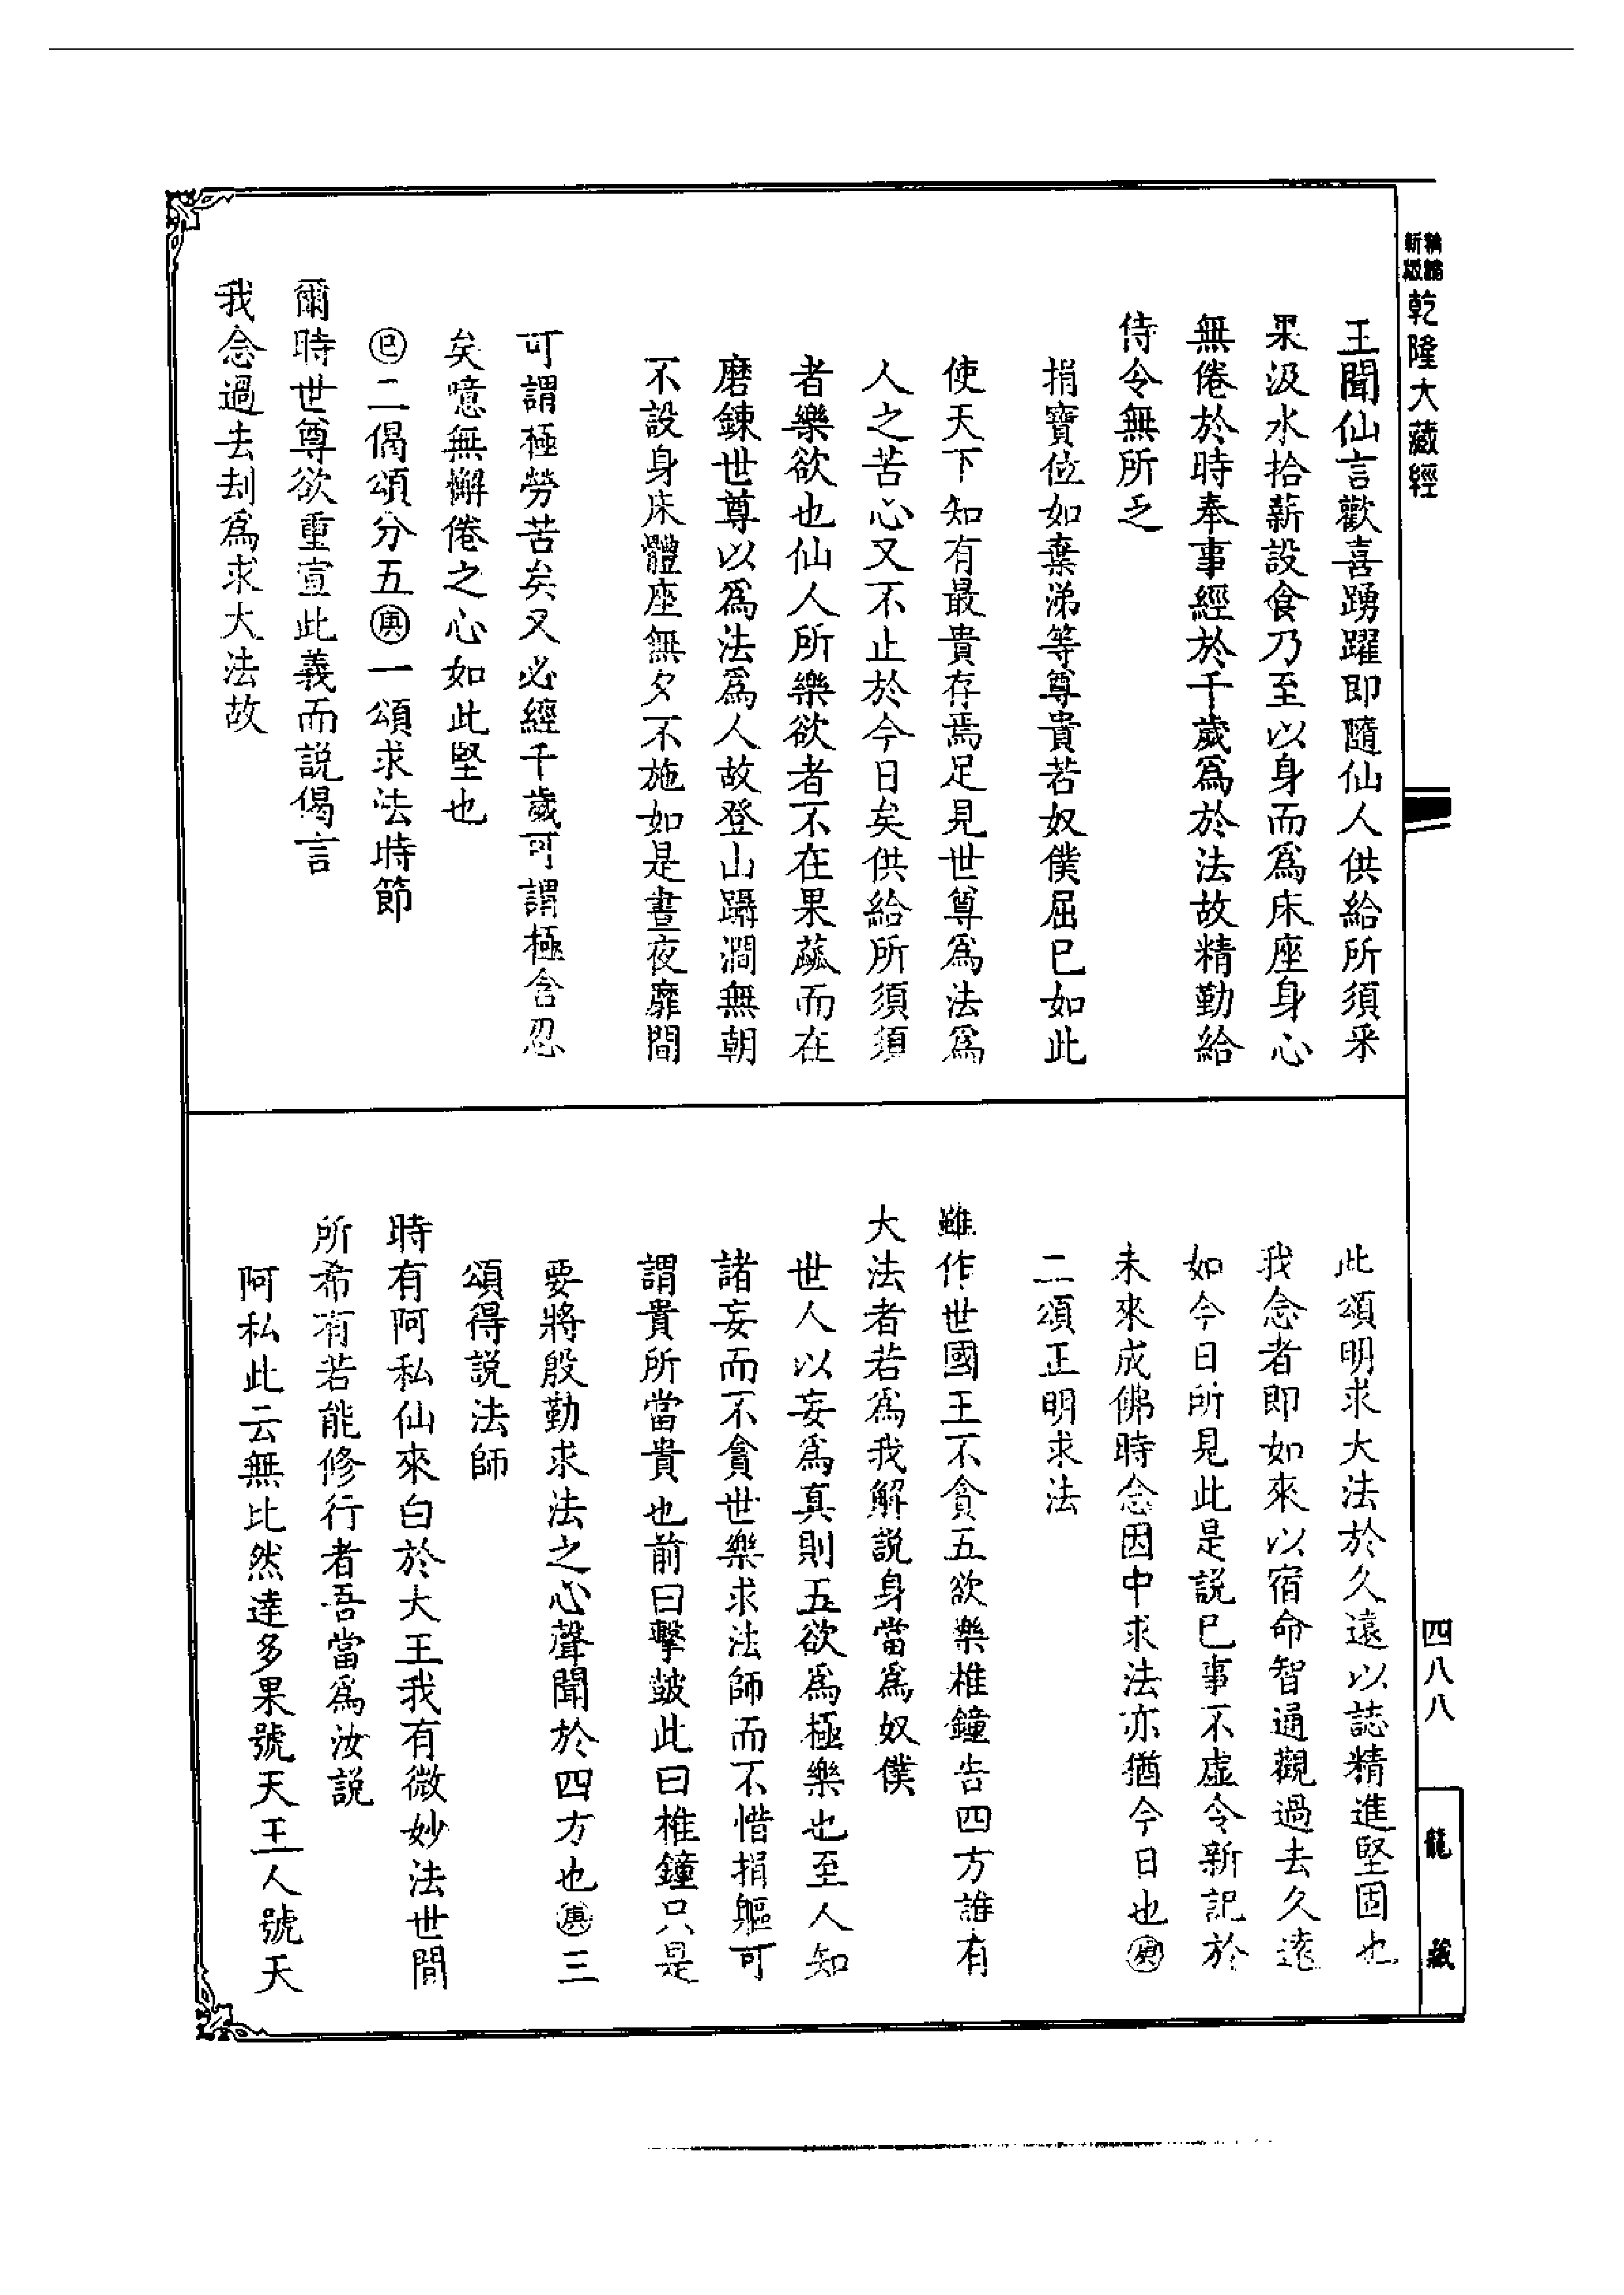 乾隆大藏經
王聞仙言歡喜踴躍即隨仙人供給所須采
果汲水拾薪設食乃至以身而爲床座身心
無倦於時奉事經於千歲爲於法故精勤給
侍令無所乏
捐寶位如棄涕等尊貴若奴僕屈已如此
使天下知有最貴存焉足見世尊爲法爲
人之苦心又不止於今日矣供給所須須
者樂欲也仙人所樂欲者不在果蓏而在
磨鍊世尊以爲法爲人故登山躡澗無朝
不設身床體座無夕不施如是晝夜靡間
可謂極勞苦矣又必經千歲可謂極含忍
矣噫無懈倦之心如此堅也
㊁二偈頌分五一頌求法時節
爾時世尊欲重宣此義而説偈言
我念過去刦爲求大法故
此頌明求大法於久遠以誌精進堅固也
我念者即如來以宿命智通觀過去久遠
如今日所見此是説已事不虛令新記於
未來成佛時念因中求法亦猶今日也
二頌正明求法
雖作世國王不貪五欲樂椎鐘告四方誰有
大法者若爲我解説身當爲奴僕
世人以妄爲真則五欲爲極樂也至人知
諸妄而不貪世樂求法師而不惜捐軀可
謂貴所當貴也前曰擊皷此曰椎鐘只是
要將殷勤求法之心聲聞於四方也三
頌得説法師
時有阿私仙來白於大王我有微妙法世間
所希有若能修行者吾當爲汝説
阿私此云無比然達多果號天王人號天
四八八
龍藏